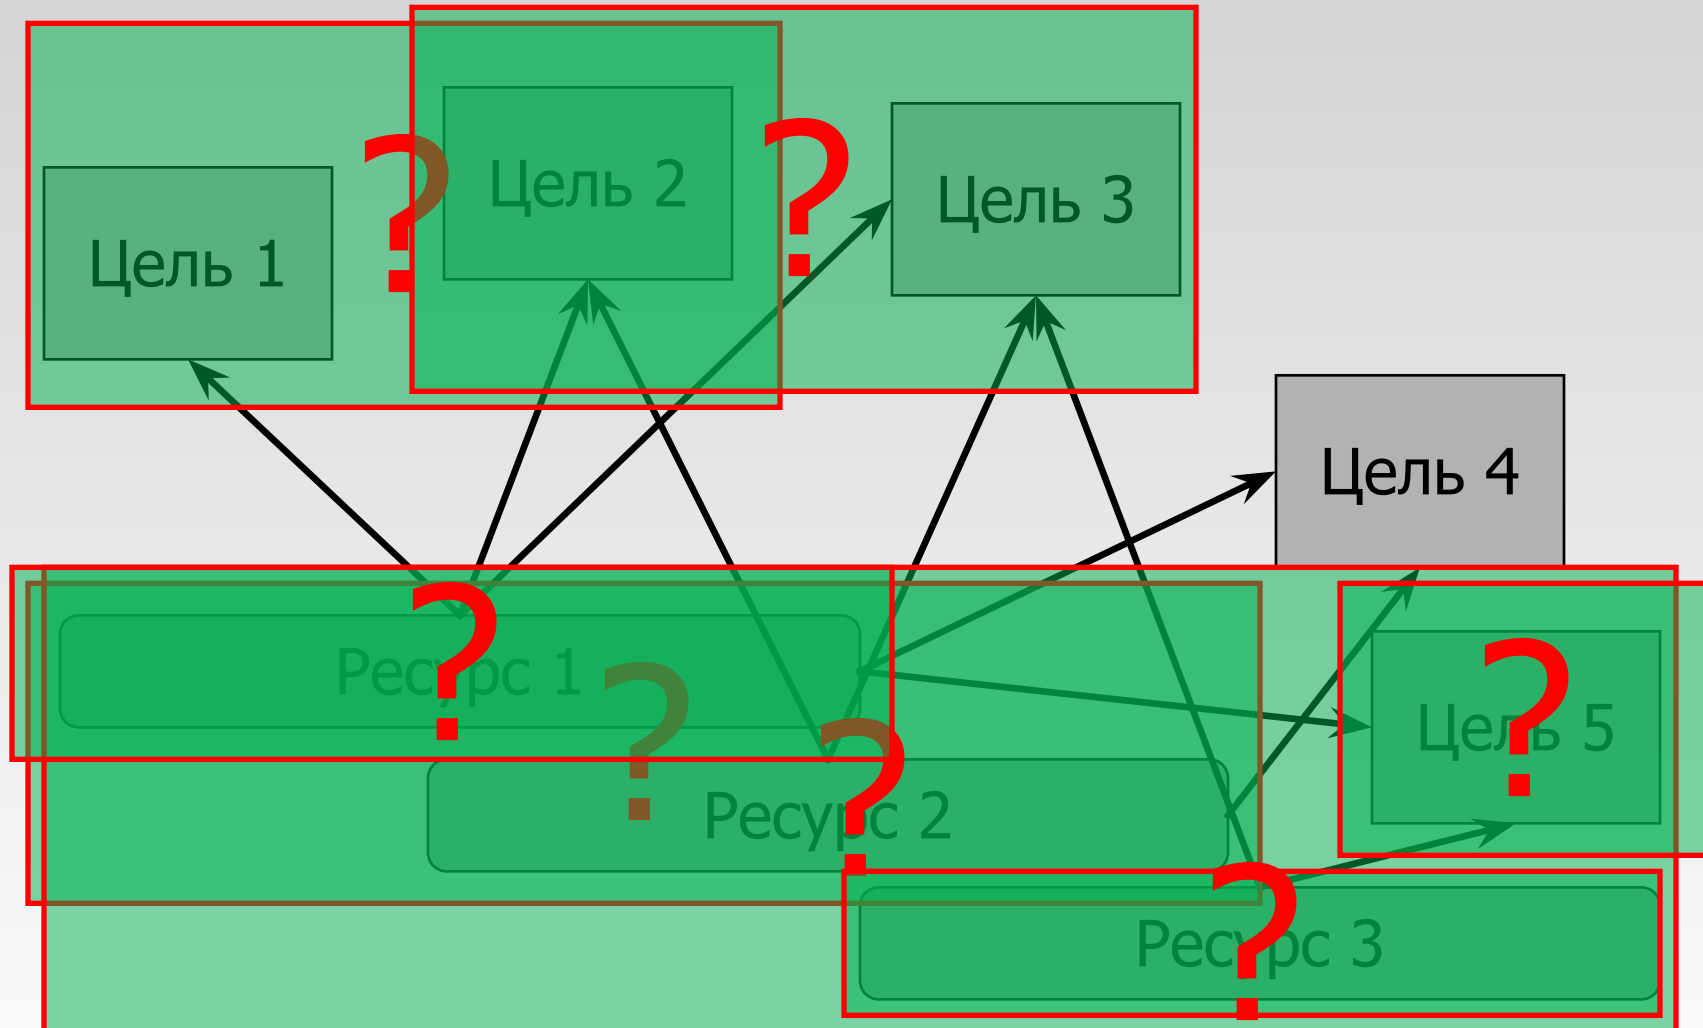 Цель 1
?
Цель 2
?
Цель 3
Цель 4
Ресурс 1
?
?
Цель 5
?
Ресурс 2
?
Ресурс 3
?